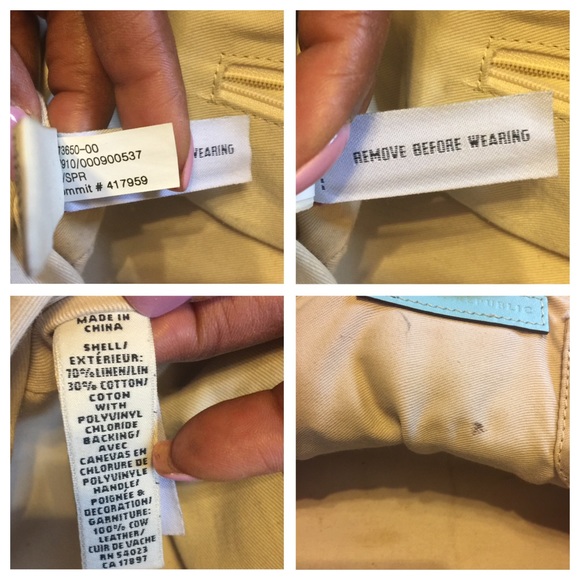 73650-00
910/000900537
/SPR
ommit # 417959
WEARING
REMOVE BEFORE WEARING
MADE IN
CHINA
SHELL/
EXTÉRIEUR:
70%LINEN/LIN
30% COTTON/
COTON
WITH
POLYVINYL
CHLORIDE
BACKING/
AVEC
CANEVAS EN
CHLORURE DE
POLYVINYLE
HANDLE/
POIGNÉE &
DECORATION/
GARNITURE:
100% COW
LEATHER/
CUIR DE VACHE
RN 54023
CA 17897
REPUBLIC